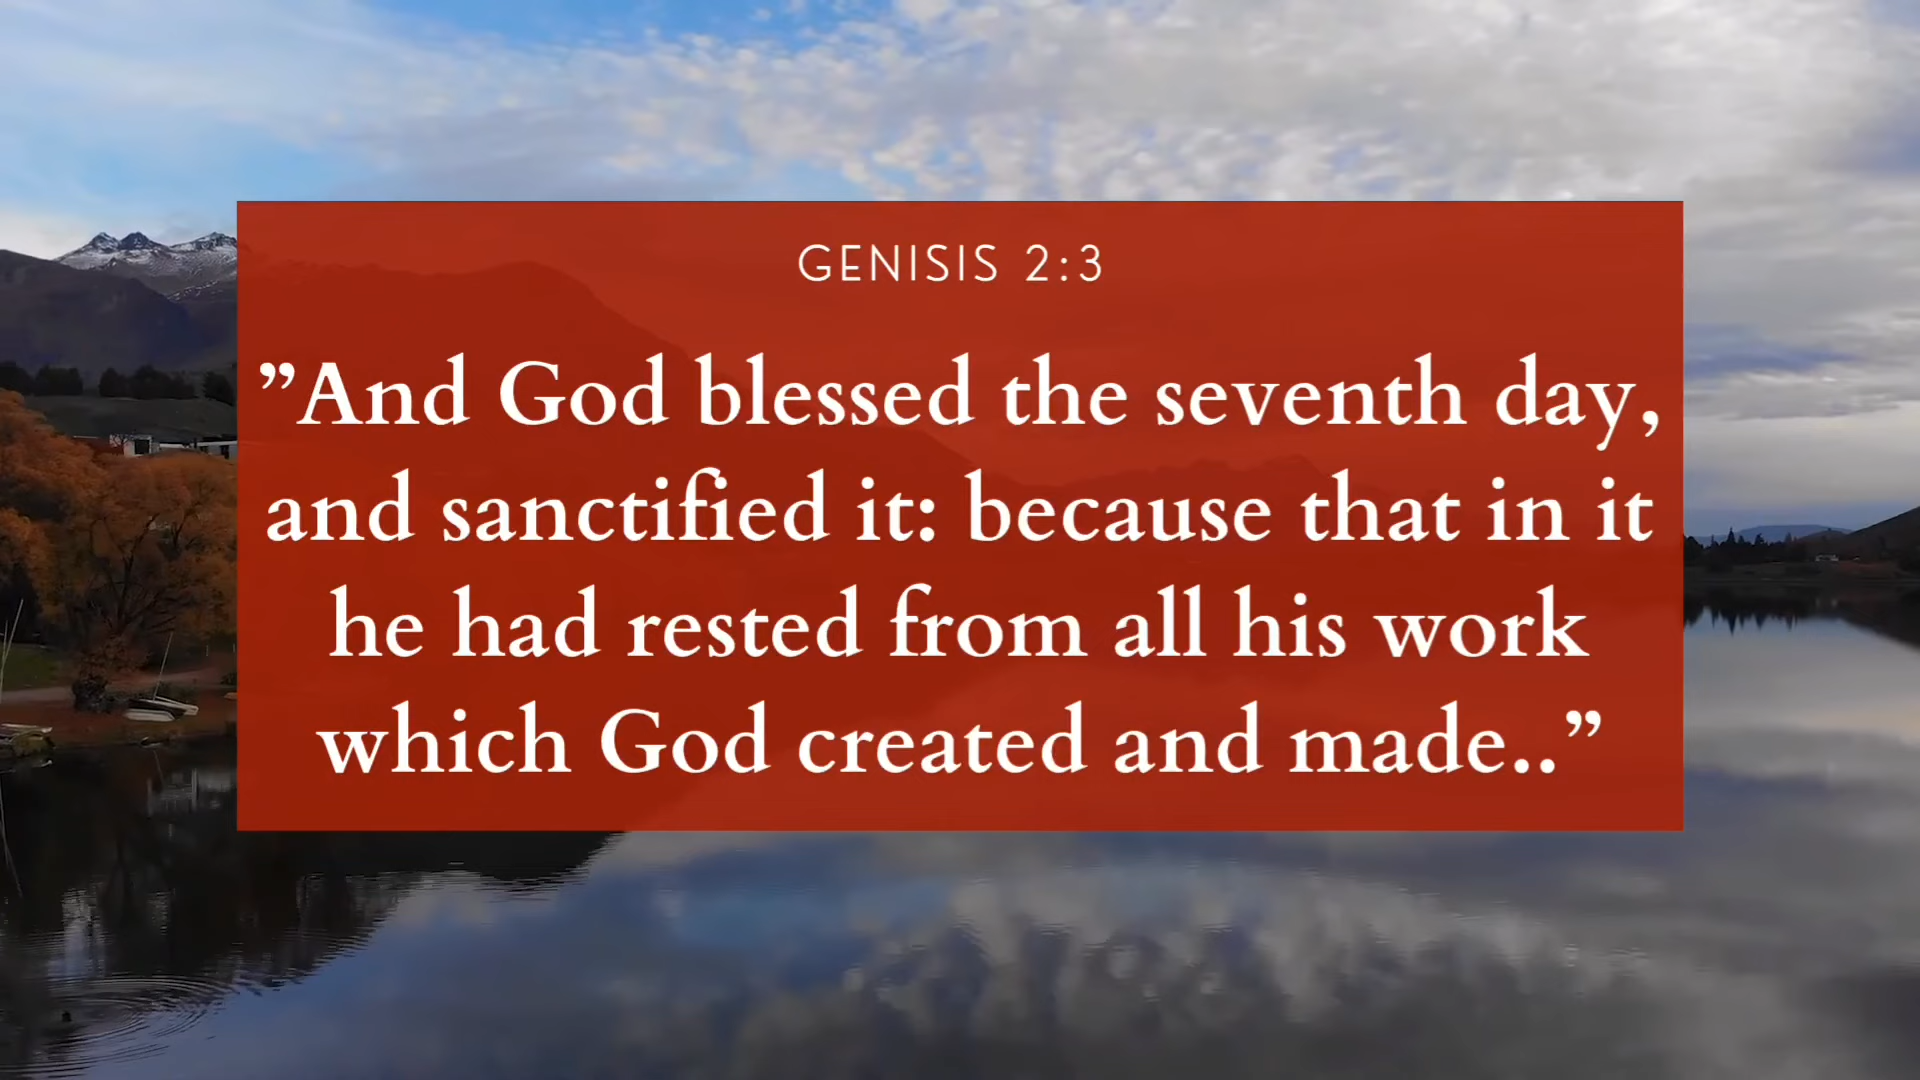 GENISIS 2:3
”And God blessed the seventh day,
and sanctified it: because that in it
he had rested from all his work
which God created and made..”